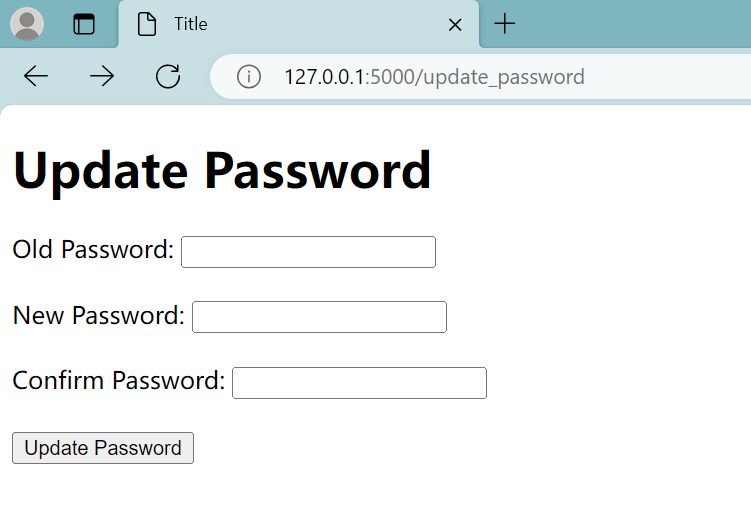 Title
127.0.0.1:5000/update_password
Update Password
Old Password:
New Password:
Confirm Password:
Update Password